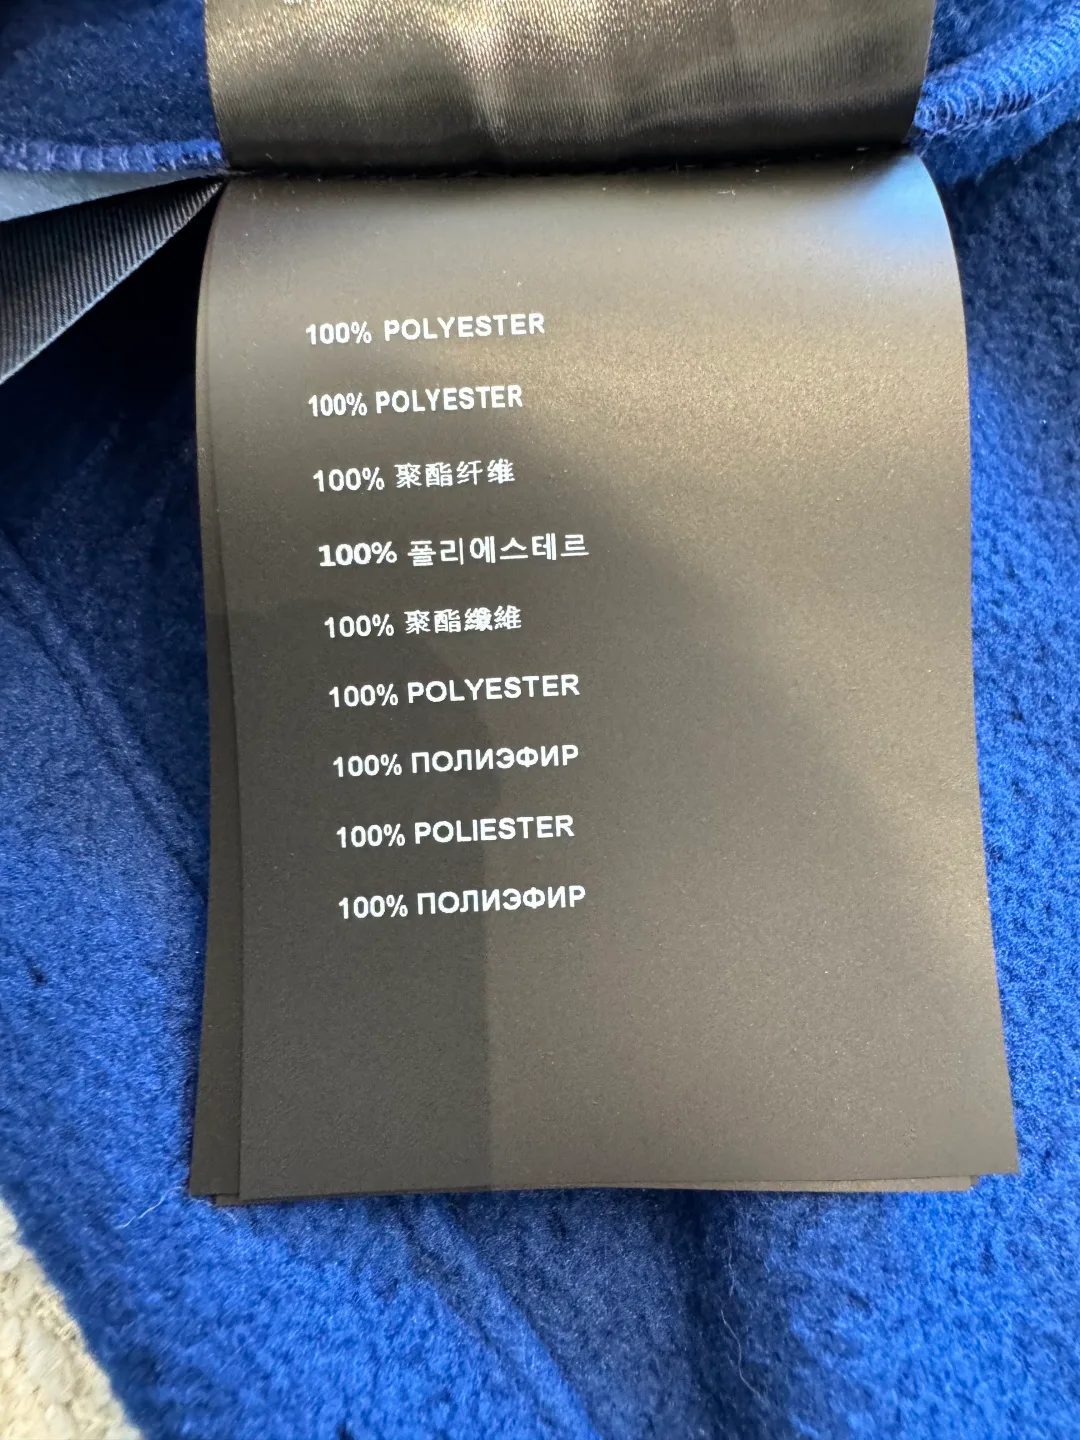 100% POLYESTER
100% POLYESTER
100% 聚酯纤维
100% 폴리에스테르
100% 聚酯纖維
100% POLYESTER
100% ПОЛИЭФИР
100% POLIESTER
100% ПОЛИЭФИР